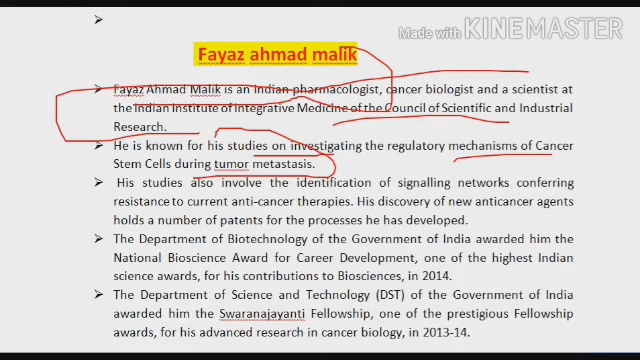 Made with KINEMASTER
Fayaz ahmad malik
➢ Fayaz Ahmad Malik is an Indian pharmacologist, cancer biologist and a scientist at
the Indian Institute of Integrative Medicine of the Council of Scientific and Industrial
Research.
➢ He is known for his studies on investigating the regulatory mechanisms of Cancer
Stem Cells during tumor metastasis.
➢ His studies also involve the identification of signalling networks conferring
resistance to current anti-cancer therapies. His discovery of new anticancer agents
holds a number of patents for the processes he has developed.
➢ The Department of Biotechnology of the Government of India awarded him the
National Bioscience Award for Career Development, one of the highest Indian
science awards, for his contributions to Biosciences, in 2014.
➢ The Department of Science and Technology (DST) of the Government of India
awarded him the Swaranajayanti Fellowship, one of the prestigious Fellowship
awards, for his advanced research in cancer biology, in 2013-14.